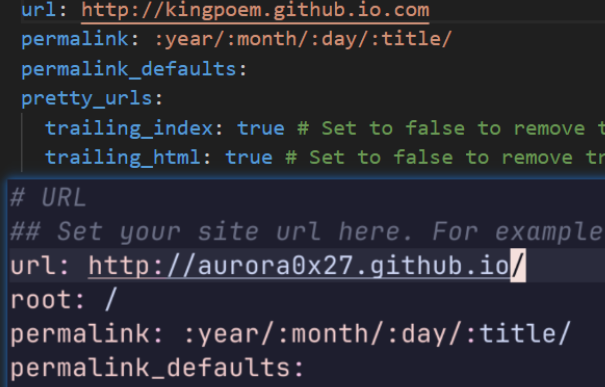 url: http://kingpoem.github.io.com
permalink: :year/:month/:day/:title/
permalink_defaults:
pretty_urls:
trailing_index: true # Set to false to remove t
trailing_html: true # Set to false to remove tr
# URL
## Set your site url here. For example
url: http://aurora0x27.github.io/
root: /
permalink: :year/:month/:day/:title/
permalink_defaults: